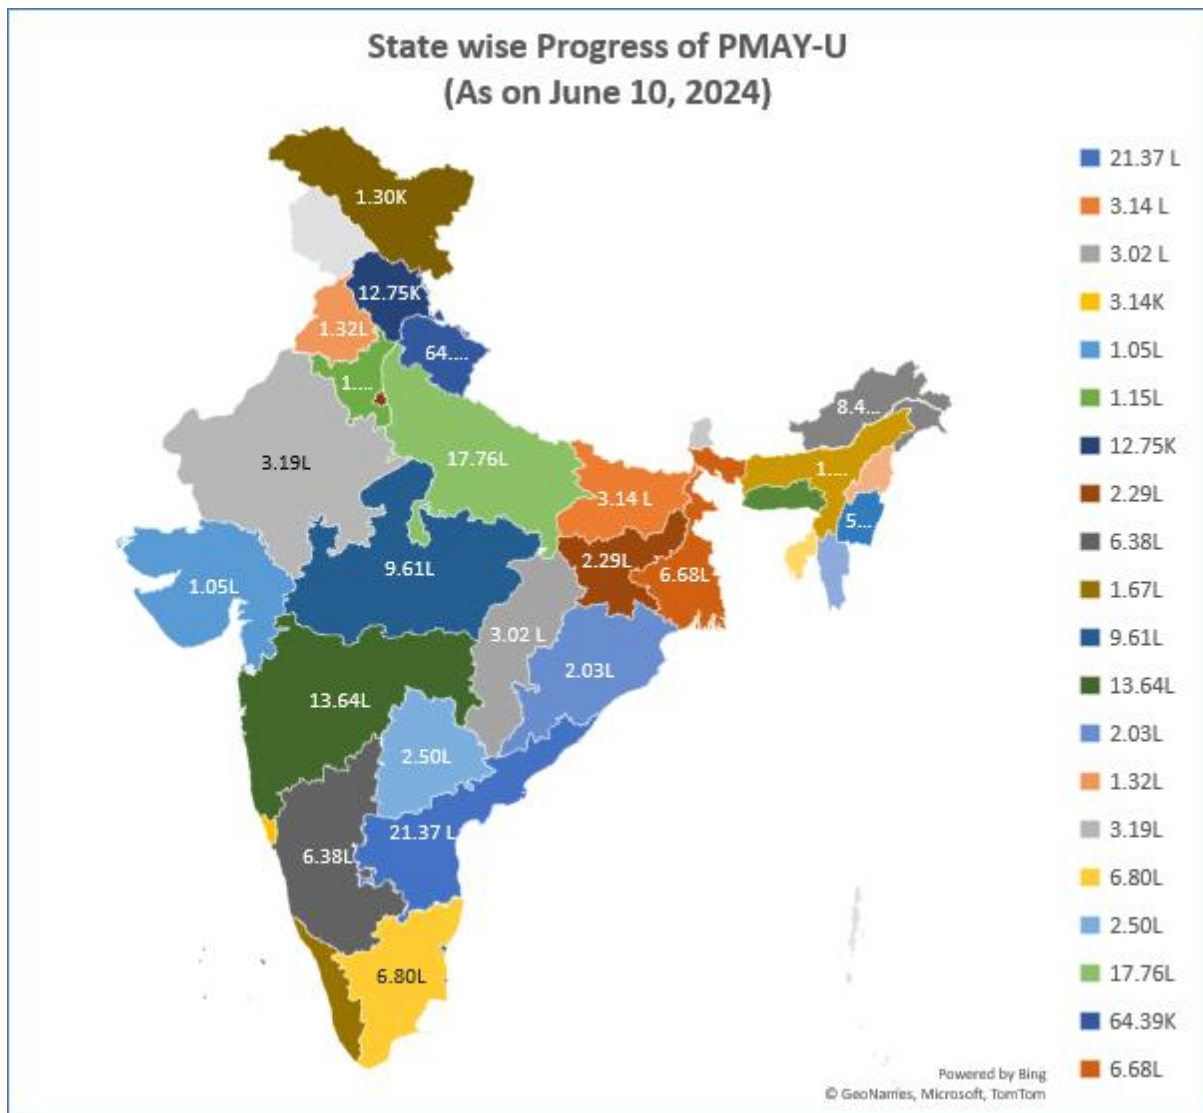 State wise Progress of PMAY-U
(As on June 10, 2024)
1.30K
12.75K
1.32L
64....
1....
3.19L
17.76L
8.4...
1....
3.14 L
5...
9.61L
2.29L
6.68L
1.05L
3.02 L
2.03L
13.64L
2.50L
21.37 L
6.38L
6.80L
21.37 L
3.14 L
3.02 L
3.14K
1.05L
1.15L
12.75K
2.29L
6.38L
1.67L
9.61L
13.64L
2.03L
1.32L
3.19L
6.80L
2.50L
17.76L
64.39K
6.68L
Powered by Bing
© GeoNames, Microsoft, TomTom